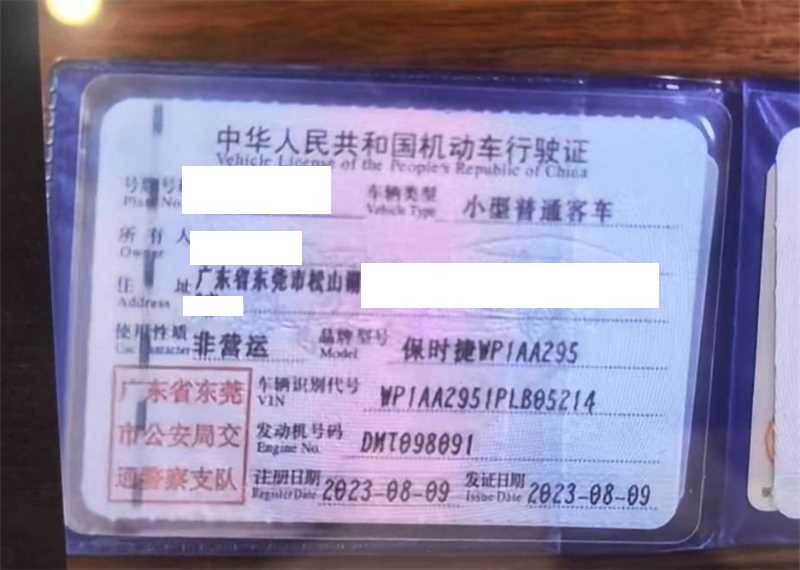 中华人民共和国机动车行驶证
Vehicle License of the People's Republic of China
号牌号
Plate No.
车辆类型 小型普通客车
Vehicle Type
所有人
Owner
住址 广东省东莞市松山湖
Address
使用性质 非营运
Use Character
品牌型号 保时捷WP1AA295
Model
广东省东莞
市公安局交
通警察支队
车辆识别代号 WP1AA2951PLB05214
VIN
发动机号码 DMT098091
Engine No.
注册日期 2023-08-09
Register Date
发证日期 2023-08-09
Issue Date